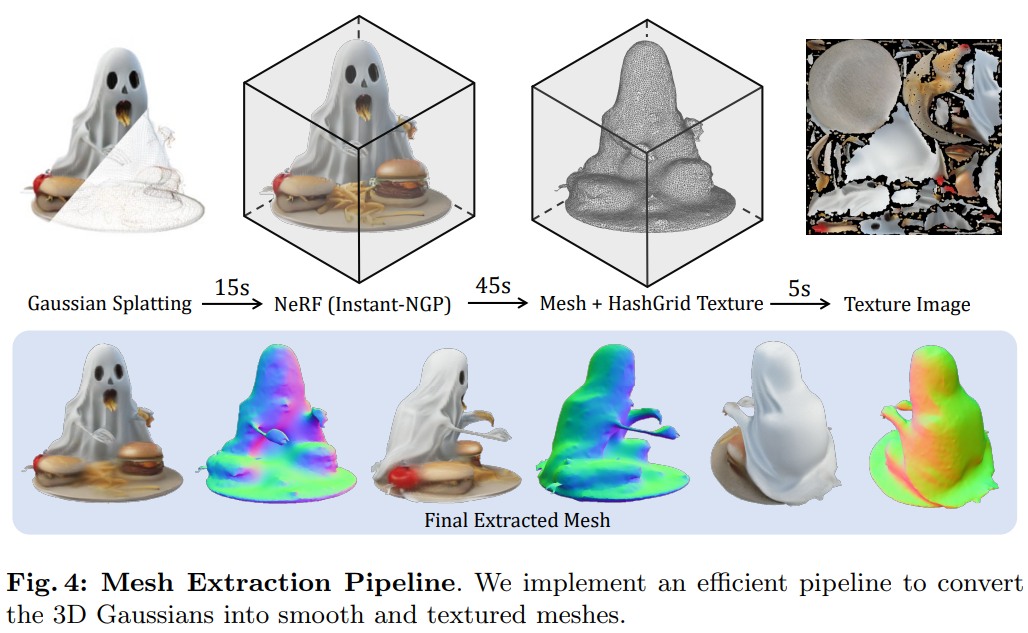 15s
45s
5s
Gaussian Splatting
NeRF (Instant-NGP)
Mesh + HashGrid Texture
Texture Image
Final Extracted Mesh
Fig. 4: Mesh Extraction Pipeline. We implement an efficient pipeline to convert
the 3D Gaussians into smooth and textured meshes.